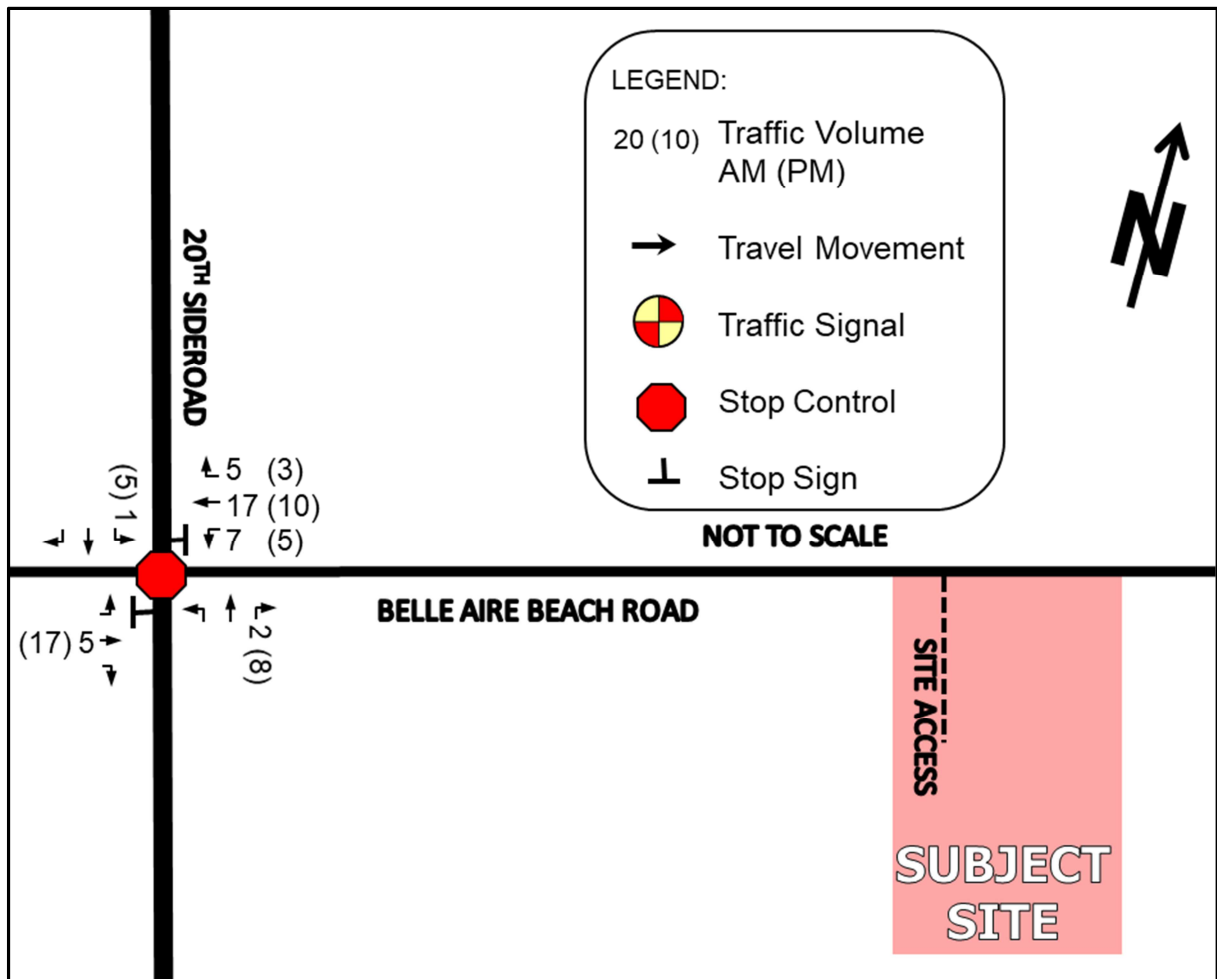 LEGEND:
20 (10) Traffic Volume
AM (PM)
Travel Movement
Traffic Signal
Stop Control
Stop Sign
N
20TH SIDEROAD
(5) 1
5 (3)
17 (10)
7 (5)
NOT TO SCALE
BELLE AIRE BEACH ROAD
(17) 5
2 (8)
SITE ACCESS
SUBJECT
SITE